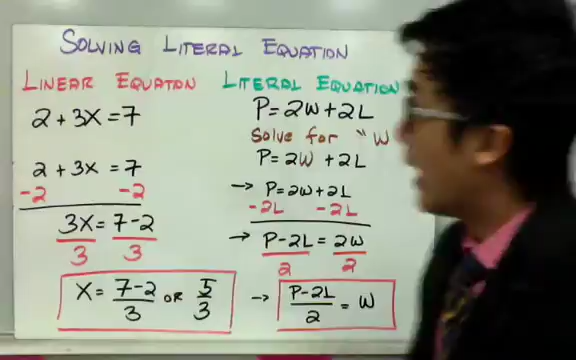 SOLVING LITERAL EQUATION
LINEAR EQUATON
2 + 3X = 7
2 + 3x = 7
-2 -2
3X = 7-2
3 3
X = 7-2 OR 5
3 3
LITERAL EQUATION
P = 2W + 2L
Solve for "W
P = 2W + 2L
→ P = 2W + 2L
-2L -2L
→ P - 2L = 2W
2 2
→ P-2L = W
2